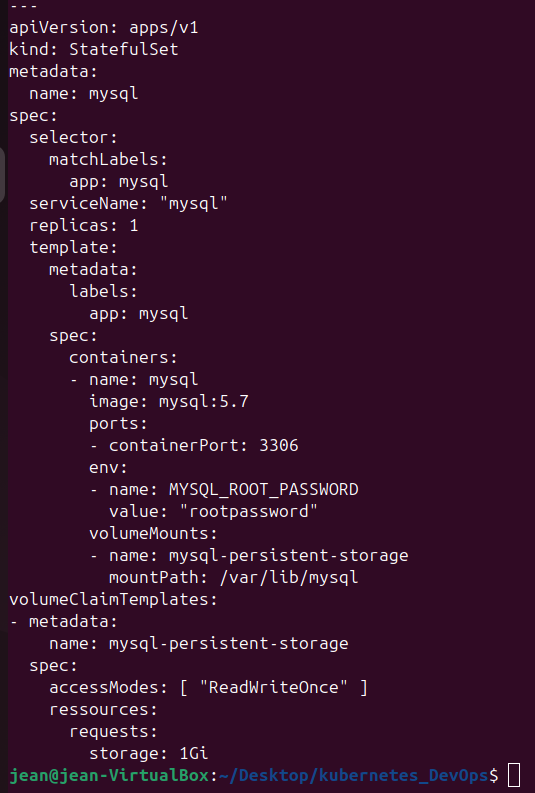 ---
apiVersion: apps/v1
kind: StatefulSet
metadata:
  name: mysql
spec:
  selector:
    matchLabels:
      app: mysql
  serviceName: "mysql"
  replicas: 1
  template:
    metadata:
      labels:
        app: mysql
    spec:
      containers:
      - name: mysql
        image: mysql:5.7
        ports:
        - containerPort: 3306
        env:
        - name: MYSQL_ROOT_PASSWORD
          value: "rootpassword"
        volumeMounts:
        - name: mysql-persistent-storage
          mountPath: /var/lib/mysql
volumeClaimTemplates:
- metadata:
    name: mysql-persistent-storage
  spec:
    accessModes: [ "ReadWriteOnce" ]
    ressources:
      requests:
        storage: 1Gi
jean@jean-VirtualBox:~/Desktop/kubernetes_DevOps$